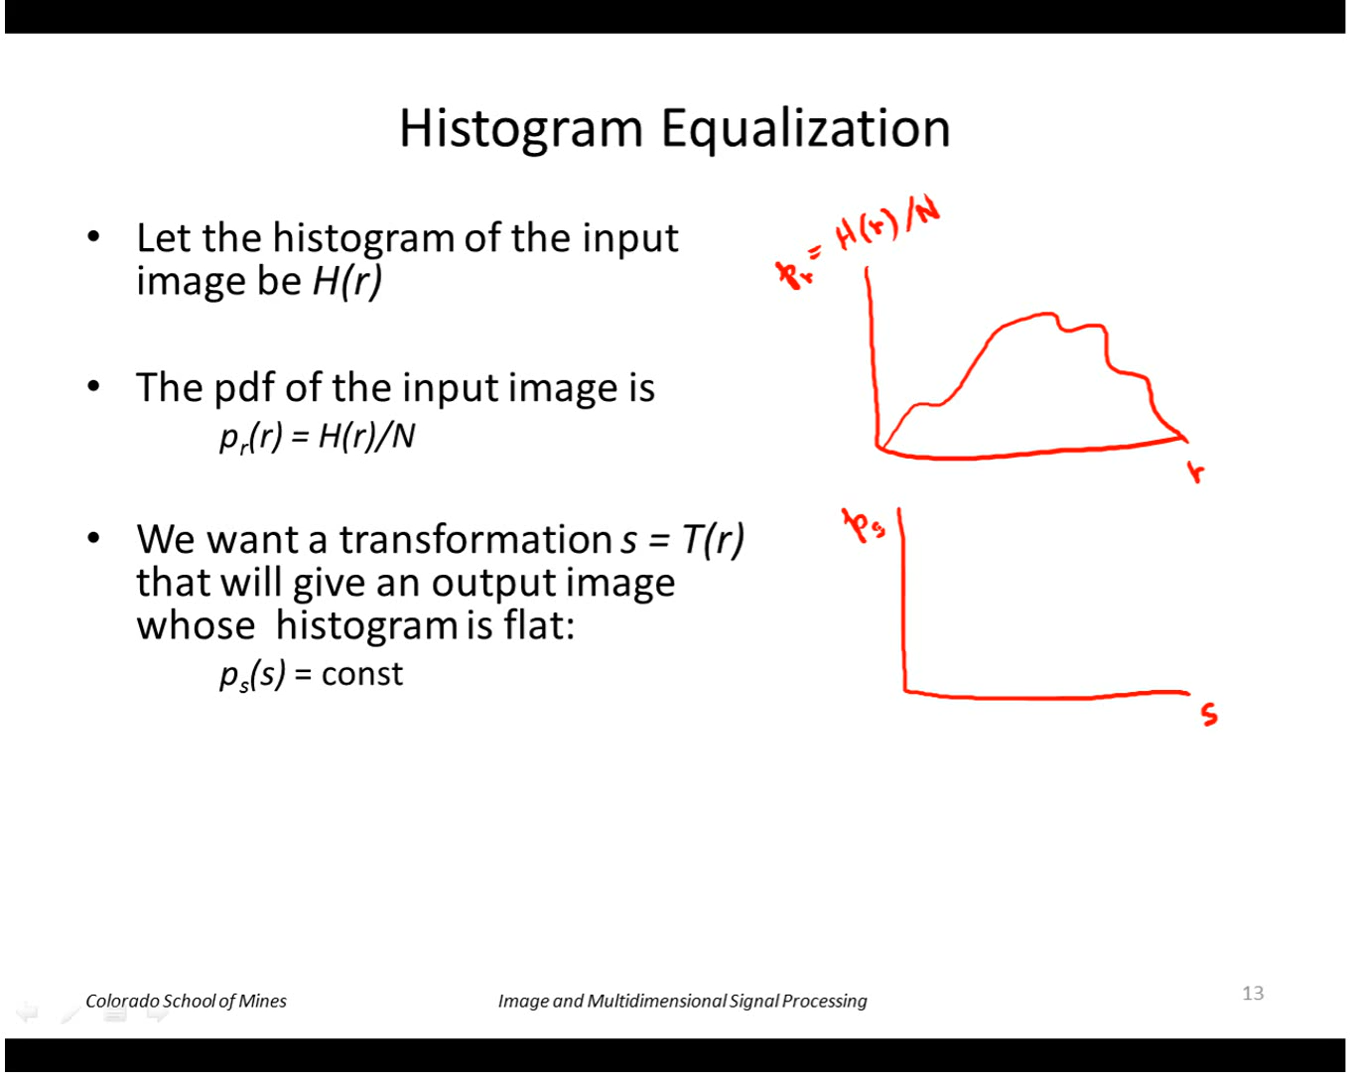 Histogram Equalization
• Let the histogram of the input
image be H(r)
• The pdf of the input image is
pr(r) = H(r)/N
• We want a transformation s = T(r)
that will give an output image
whose histogram is flat:
ps(s) = const
pr = H(r)/N
r
ps
s
Colorado School of Mines
Image and Multidimensional Signal Processing
13